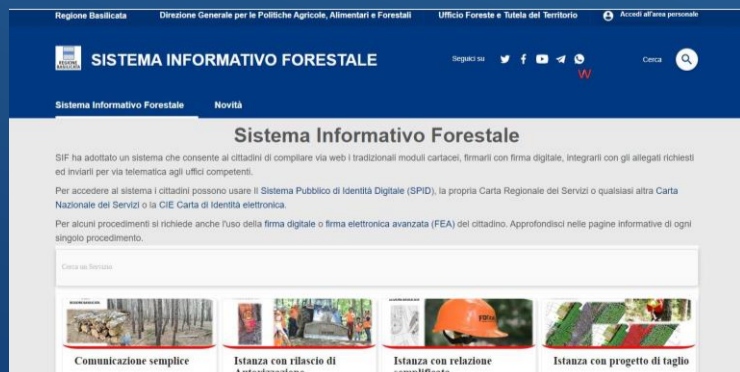 Regione Basilicata Direzione Generale per le Politiche Agricole, Alimentari e Forestali Ufficio Foreste e Tutela del Territorio Accedi all'area personale
REGIONE BASILICATA SISTEMA INFORMATIVO FORESTALE Seguici su Cerca
W
Sistema Informativo Forestale Novità
Sistema Informativo Forestale
SIF ha adottato un sistema che consente ai cittadini di compilare via web i tradizionali moduli cartacei, firmarli con firma digitale, integrarli con gli allegati richiesti
ed inviarli per via telematica agli uffici competenti.
Per accedere al sistema i cittadini possono usare il Sistema Pubblico di Identità Digitale (SPID), la propria Carta Regionale dei Servizi o qualsiasi altra Carta
Nazionale dei Servizi o la CIE Carta di Identità elettronica.
Per alcuni procedimenti si richiede anche l'uso della firma digitale o firma elettronica avanzata (FEA) del cittadino. Approfondisci nelle pagine informative di ogni
singolo procedimento.
Cerca un Servizio
Comunicazione semplice Istanza con rilascio di Istanza con relazione Istanza con progetto di taglio
Autorizzazione semplificata